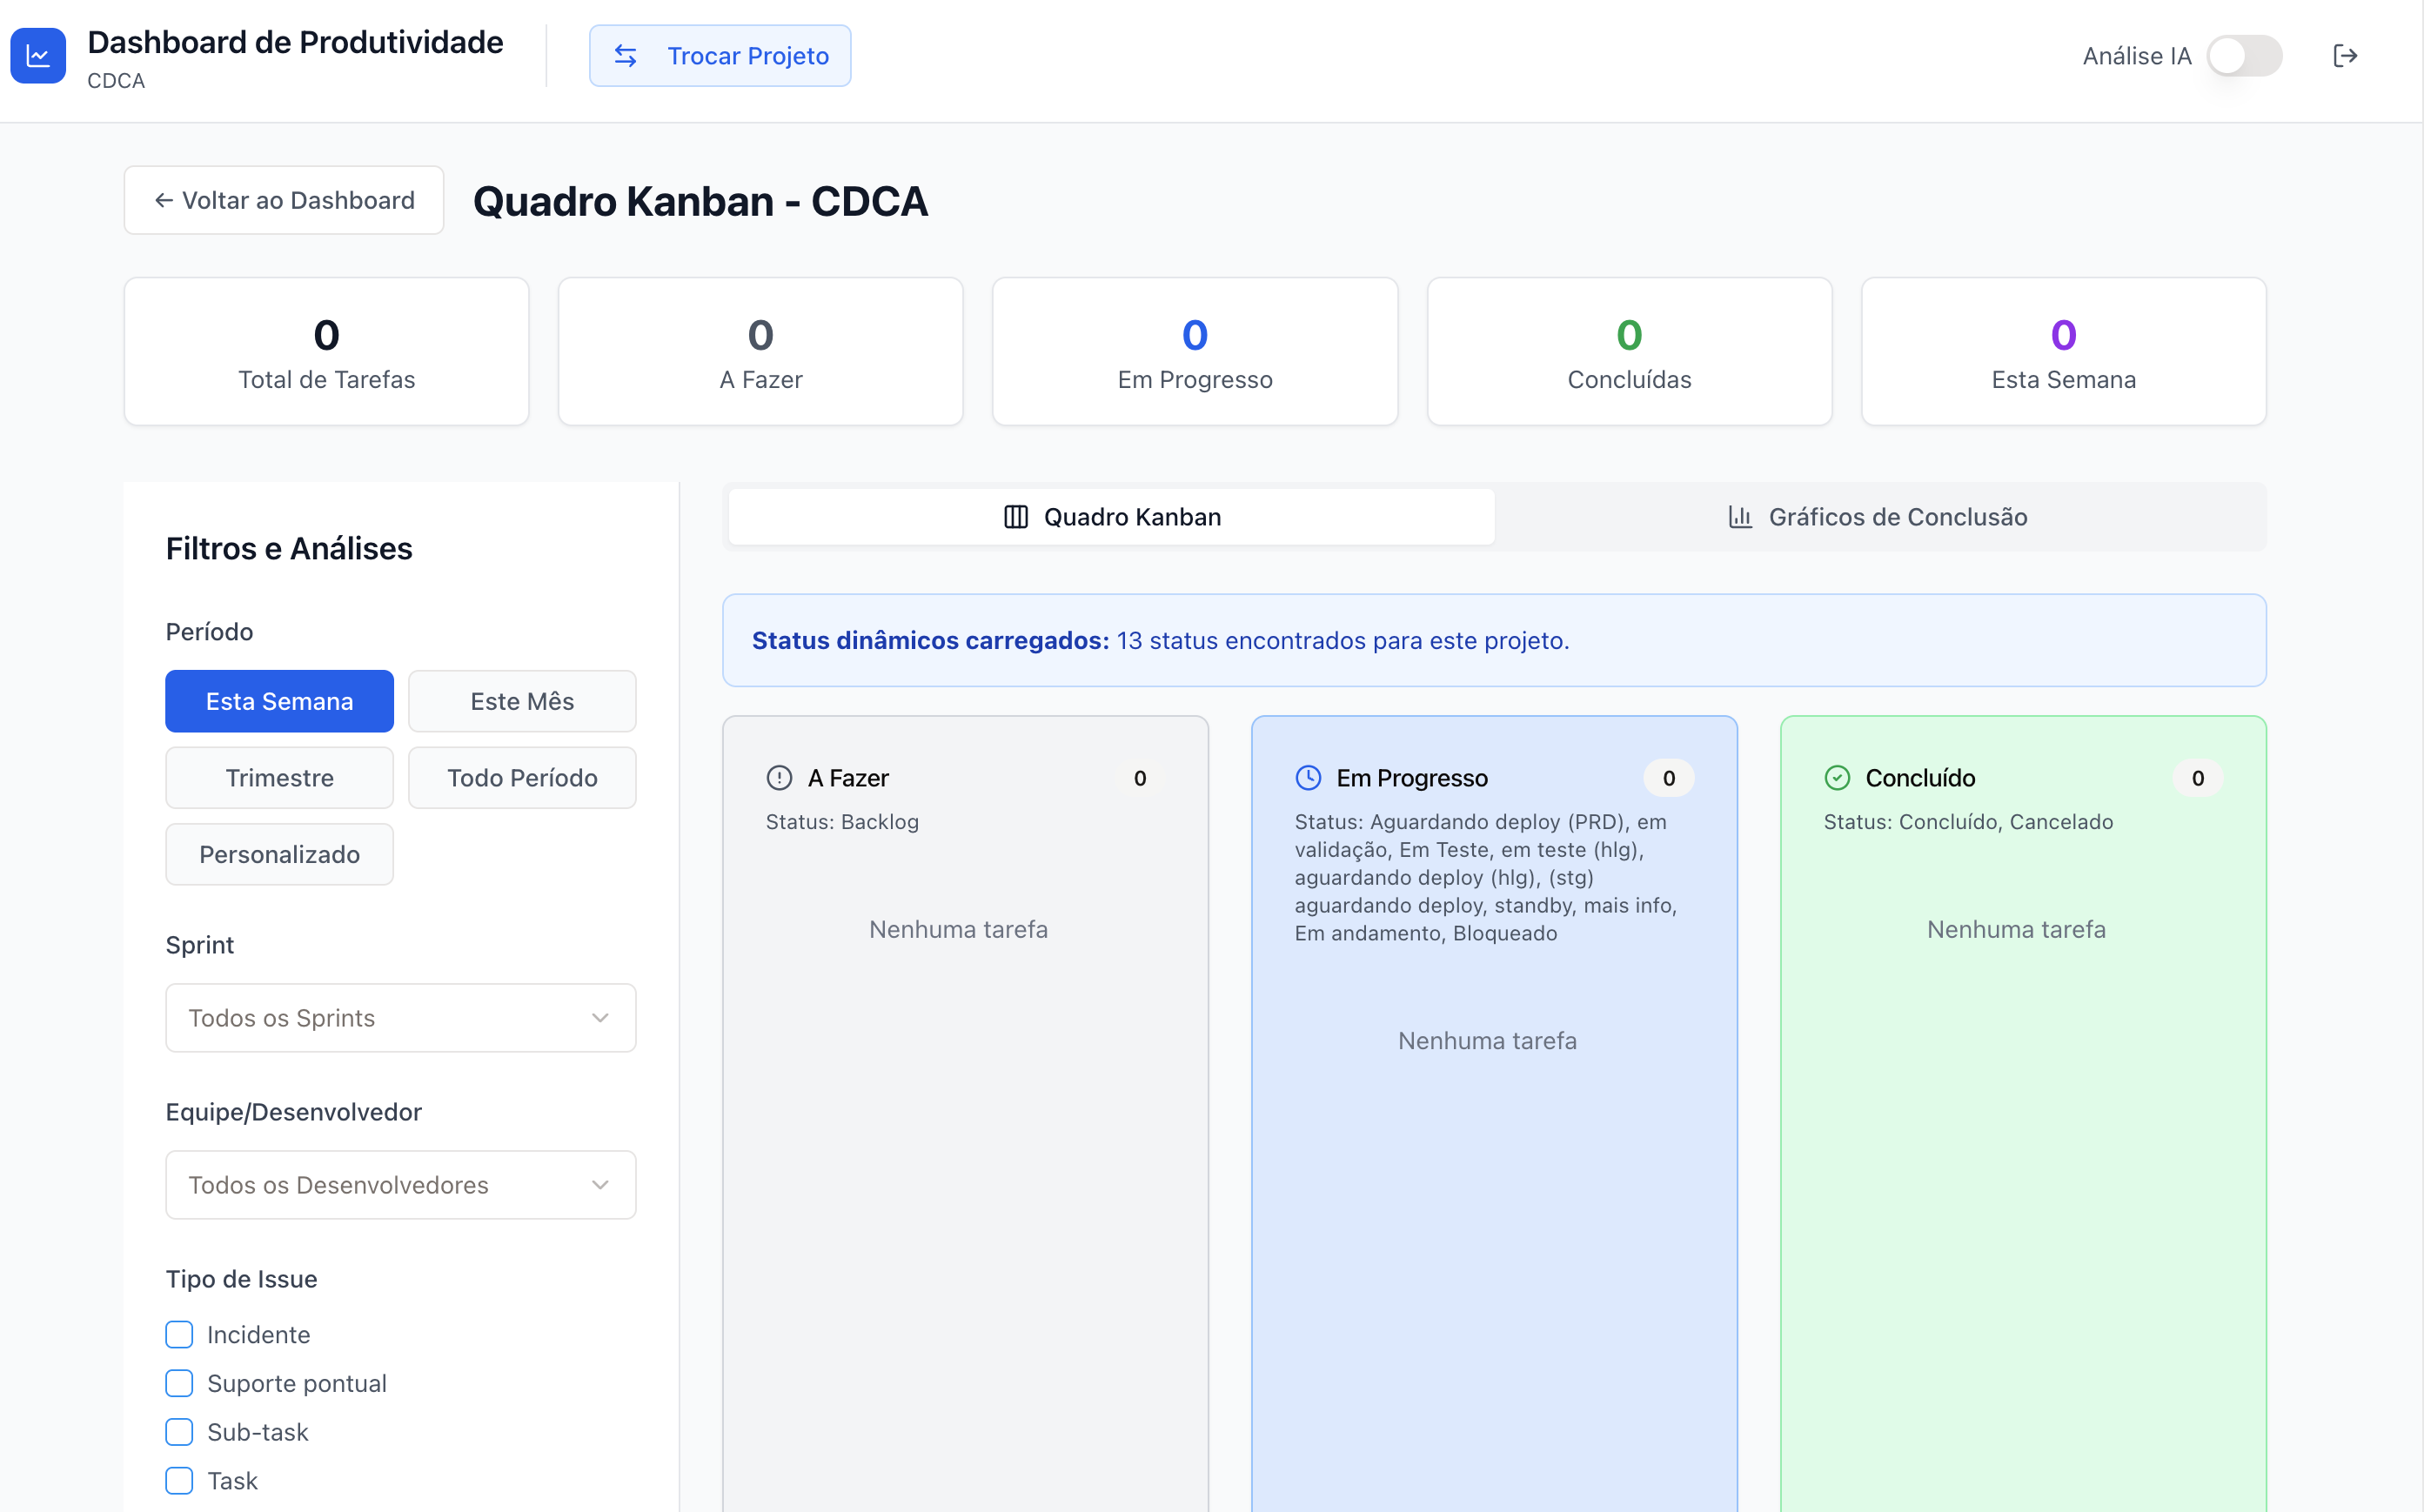 Dashboard de Produtividade
CDCA
Trocar Projeto
Análise IA
← Voltar ao Dashboard
Quadro Kanban - CDCA
0
Total de Tarefas
0
A Fazer
0
Em Progresso
0
Concluídas
0
Esta Semana
Filtros e Análises
Período
Esta Semana
Este Mês
Trimestre
Todo Período
Personalizado
Sprint
Todos os Sprints
Equipe/Desenvolvedor
Todos os Desenvolvedores
Tipo de Issue
Incidente
Suporte pontual
Sub-task
Task
Quadro Kanban
Gráficos de Conclusão
Status dinâmicos carregados: 13 status encontrados para este projeto.
A Fazer 0
Status: Backlog
Nenhuma tarefa
Em Progresso 0
Status: Aguardando deploy (PRD), em
validação, Em Teste, em teste (hlg),
aguardando deploy (hlg), (stg)
aguardando deploy, standby, mais info,
Em andamento, Bloqueado
Nenhuma tarefa
Concluído 0
Status: Concluído, Cancelado
Nenhuma tarefa